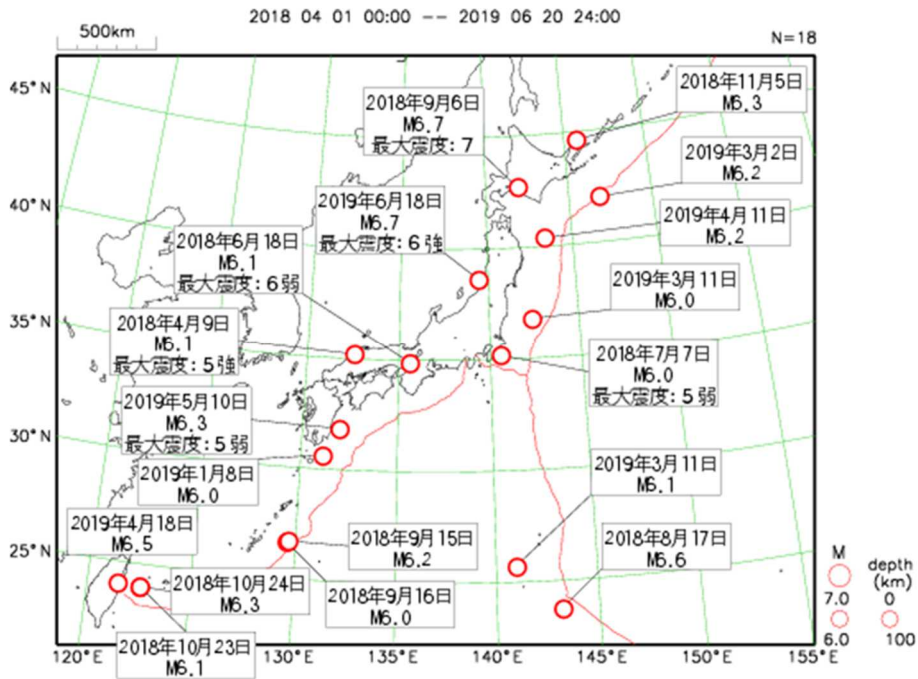 2018 04 01 00:00 -- 2019 06 20 24:00
500km
N=18
45°N
40°N
35°N
30°N
25°N
2018年9月6日
M6.7
最大震度:7
2018年11月5日
M6.3
2019年3月2日
M6.2
2019年6月18日
M6.7
最大震度:6強
2019年4月11日
M6.2
2018年6月18日
M6.1
最大震度:6弱
2019年3月11日
M6.0
2018年4月9日
M6.1
最大震度:5強
2018年7月7日
M6.0
最大震度:5弱
2019年5月10日
M6.3
最大震度:5弱
2019年1月8日
M6.0
2019年3月11日
M6.1
2019年4月18日
M6.5
2018年9月15日
M6.2
2018年8月17日
M6.6
2018年10月24日
M6.3
2018年9月16日
M6.0
2018年10月23日
M6.1
120°E
130°E
135°E
140°E
145°E
150°E
155°E
M
7.0
6.0
depth
(km)
0
100